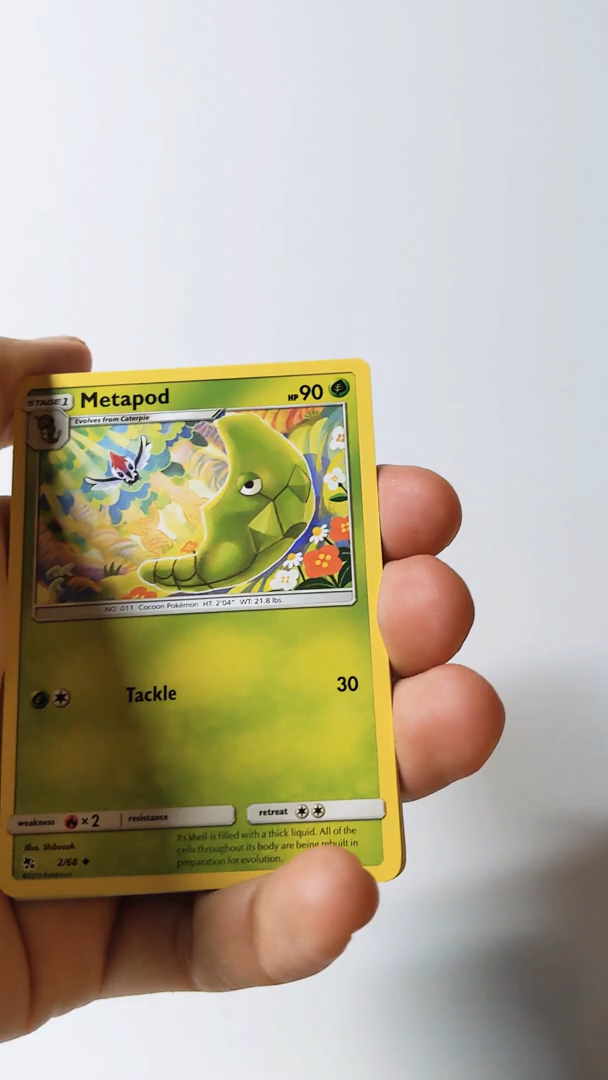 STAGE 1
Metapod
HP 90
Evolves from Caterpie
NO. 011 Cocoon Pokémon HT: 2'04" WT: 21.8 lbs.
Tackle 30
weakness ×2 resistance retreat
Illus. Shibuzoh.
Its shell is filled with a thick liquid. All of the
cells throughout its body are being rebuilt in
preparation for evolution.
2/68
©2019 Pokémon